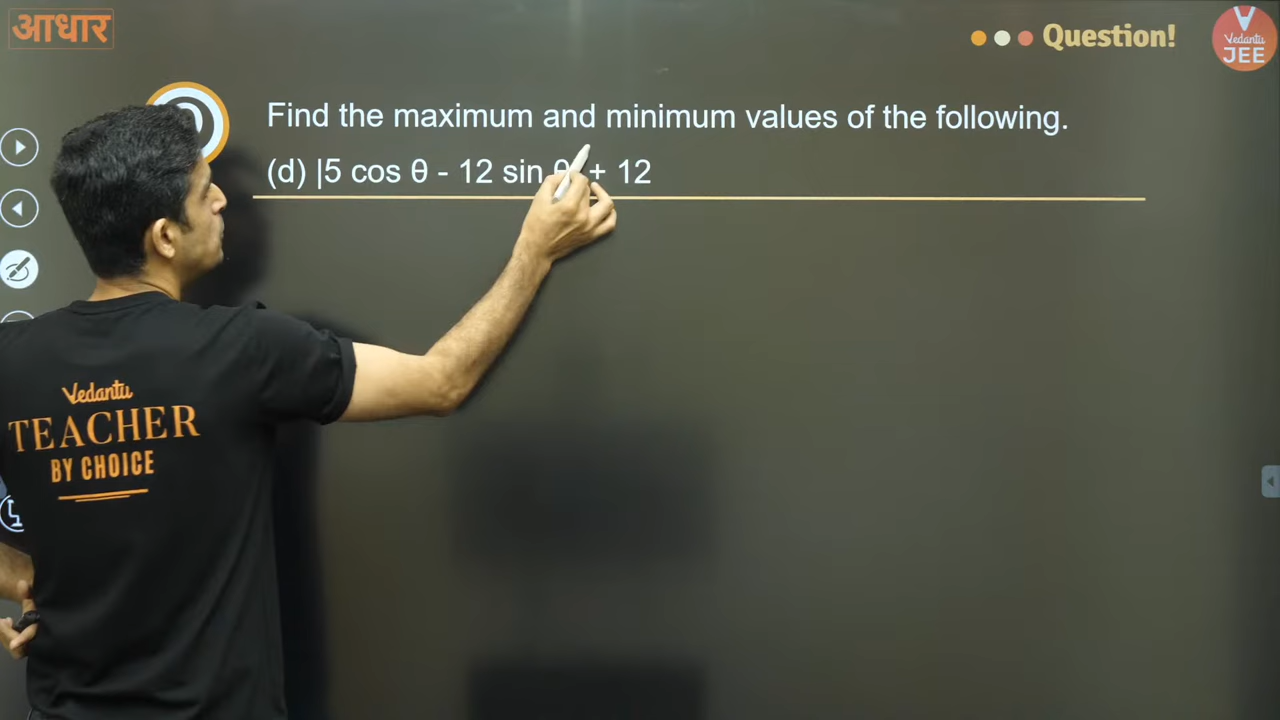 आधार
Question!
Vedantu
JEE
Find the maximum and minimum values of the following.
(d) |5 cos θ - 12 sin θ + 12
Vedantu
TEACHER
BY CHOICE